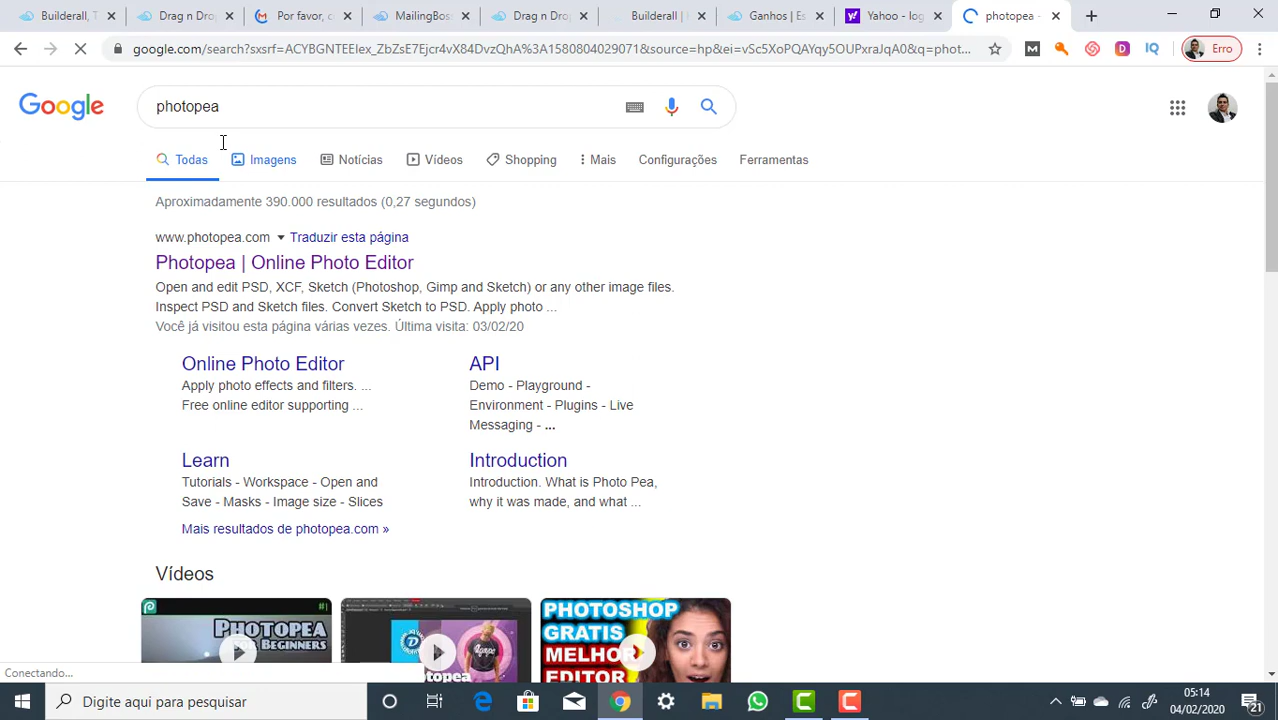 Builderall, T
Drag n Dro
Por favor, c
MailingBos
Drag n Dro
Builderall |
Ganhos | Es
Yahoo - log
photopea -
google.com/search?sxsrf=ACYBGNTEElex_ZbZsE7Ejcr4vX84DvzQhA%3A1580804029071&source=hp&ei=vSc5XoPQAYqy5OUPxraJqA0&q=phot...
M
D
IQ
Erro
Google
photopea
Todas
Imagens
Notícias
Vídeos
Shopping
Mais
Configurações
Ferramentas
Aproximadamente 390.000 resultados (0,27 segundos)
www.photopea.com
Traduzir esta página
Photopea | Online Photo Editor
Open and edit PSD, XCF, Sketch (Photoshop, Gimp and Sketch) or any other image files.
Inspect PSD and Sketch files. Convert Sketch to PSD. Apply photo ...
Você já visitou esta página várias vezes. Última visita: 03/02/20
Online Photo Editor
Apply photo effects and filters. ...
Free online editor supporting ...
API
Demo - Playground -
Environment - Plugins - Live
Messaging - ...
Learn
Tutorials - Workspace - Open and
Save - Masks - Image size - Slices
Introduction
Introduction. What is Photo Pea,
why it was made, and what ...
Mais resultados de photopea.com »
Vídeos
#1
PHOTOPEA
FOR BEGINNERS
PHOTOSHOP
GRATIS
MELHOR
EDITOR
Conectando...
Digite aqui para pesquisar
05:14
04/02/2020
21